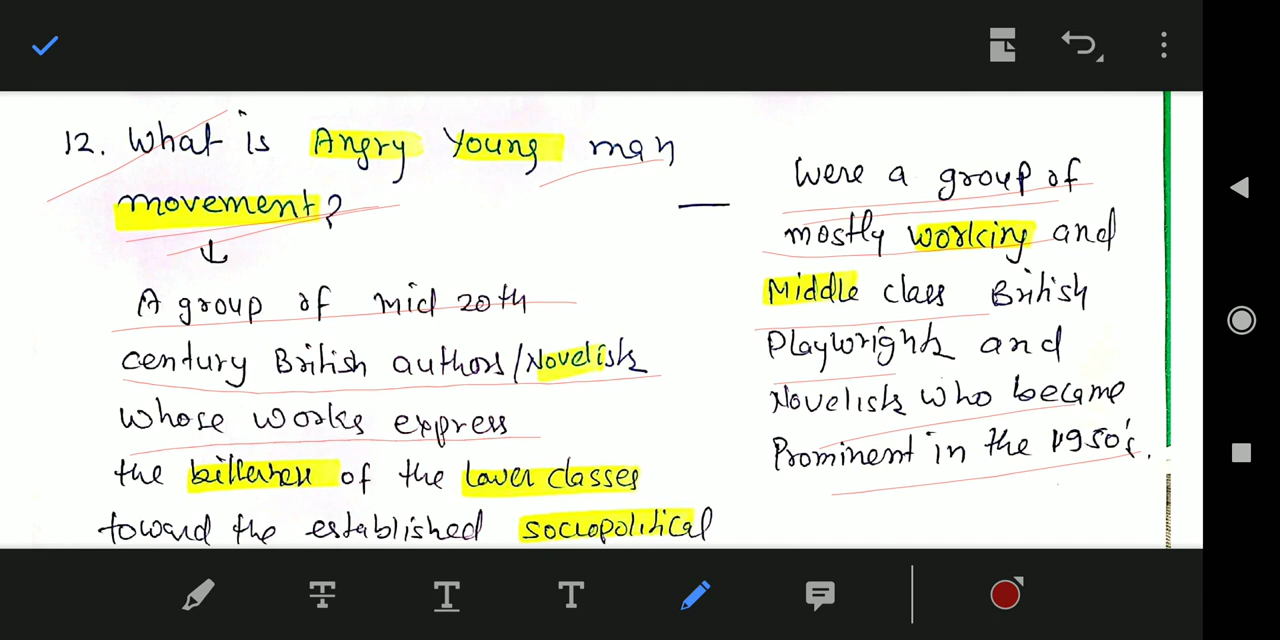 12. What is Angry Young man
movement?
A group of mid 20th
century British authors/Novelists
whose works express
the bitterness of the lower classes
toward the established sociopolitical
were a group of
mostly working and
Middle class British
Playwrights and
Novelists who became
Prominent in the 1950's.